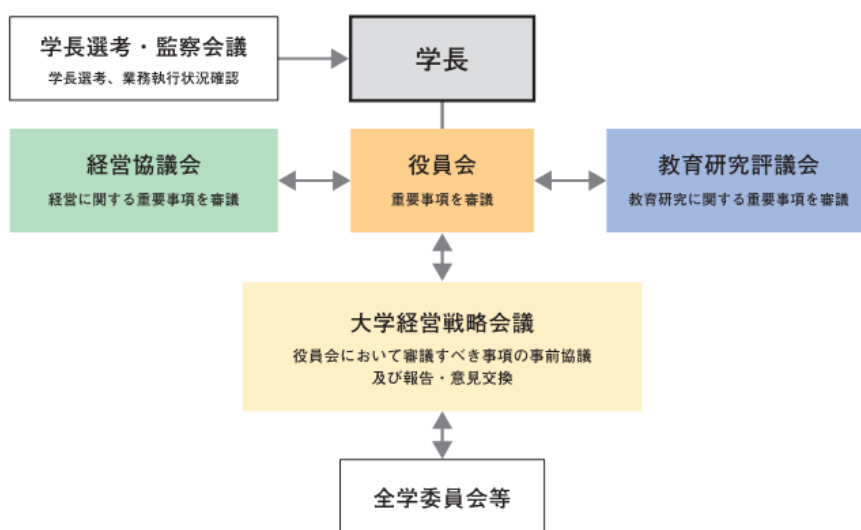 学長選考・監察会議
学長選考、業務執行状況確認
学長
経営協議会
経営に関する重要事項を審議
役員会
重要事項を審議
教育研究評議会
教育研究に関する重要事項を審議
大学経営戦略会議
役員会において審議すべき事項の事前協議
及び報告・意見交換
全学委員会等